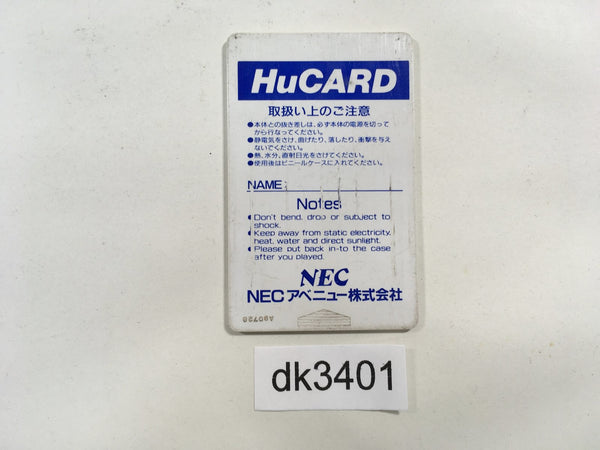 HuCARD
取扱い上のご注意
●本体との抜き差しは、必ず本体の電源を切って
から行なってください。
●静電気をさけ、曲げたり、落したり、衝撃を与え
ないでください。
●熱、水分、直射日光をさけてください。
●使用後はビニールケースに入れてください。
NAME:
Notes
●Don't bend, drop or subject to
shock.
●Keep away from static electricity,
heat, water and direct sunlight.
●Please put back in-to the case
after you played.
NEC
NECアベニュー株式会社
dk3401